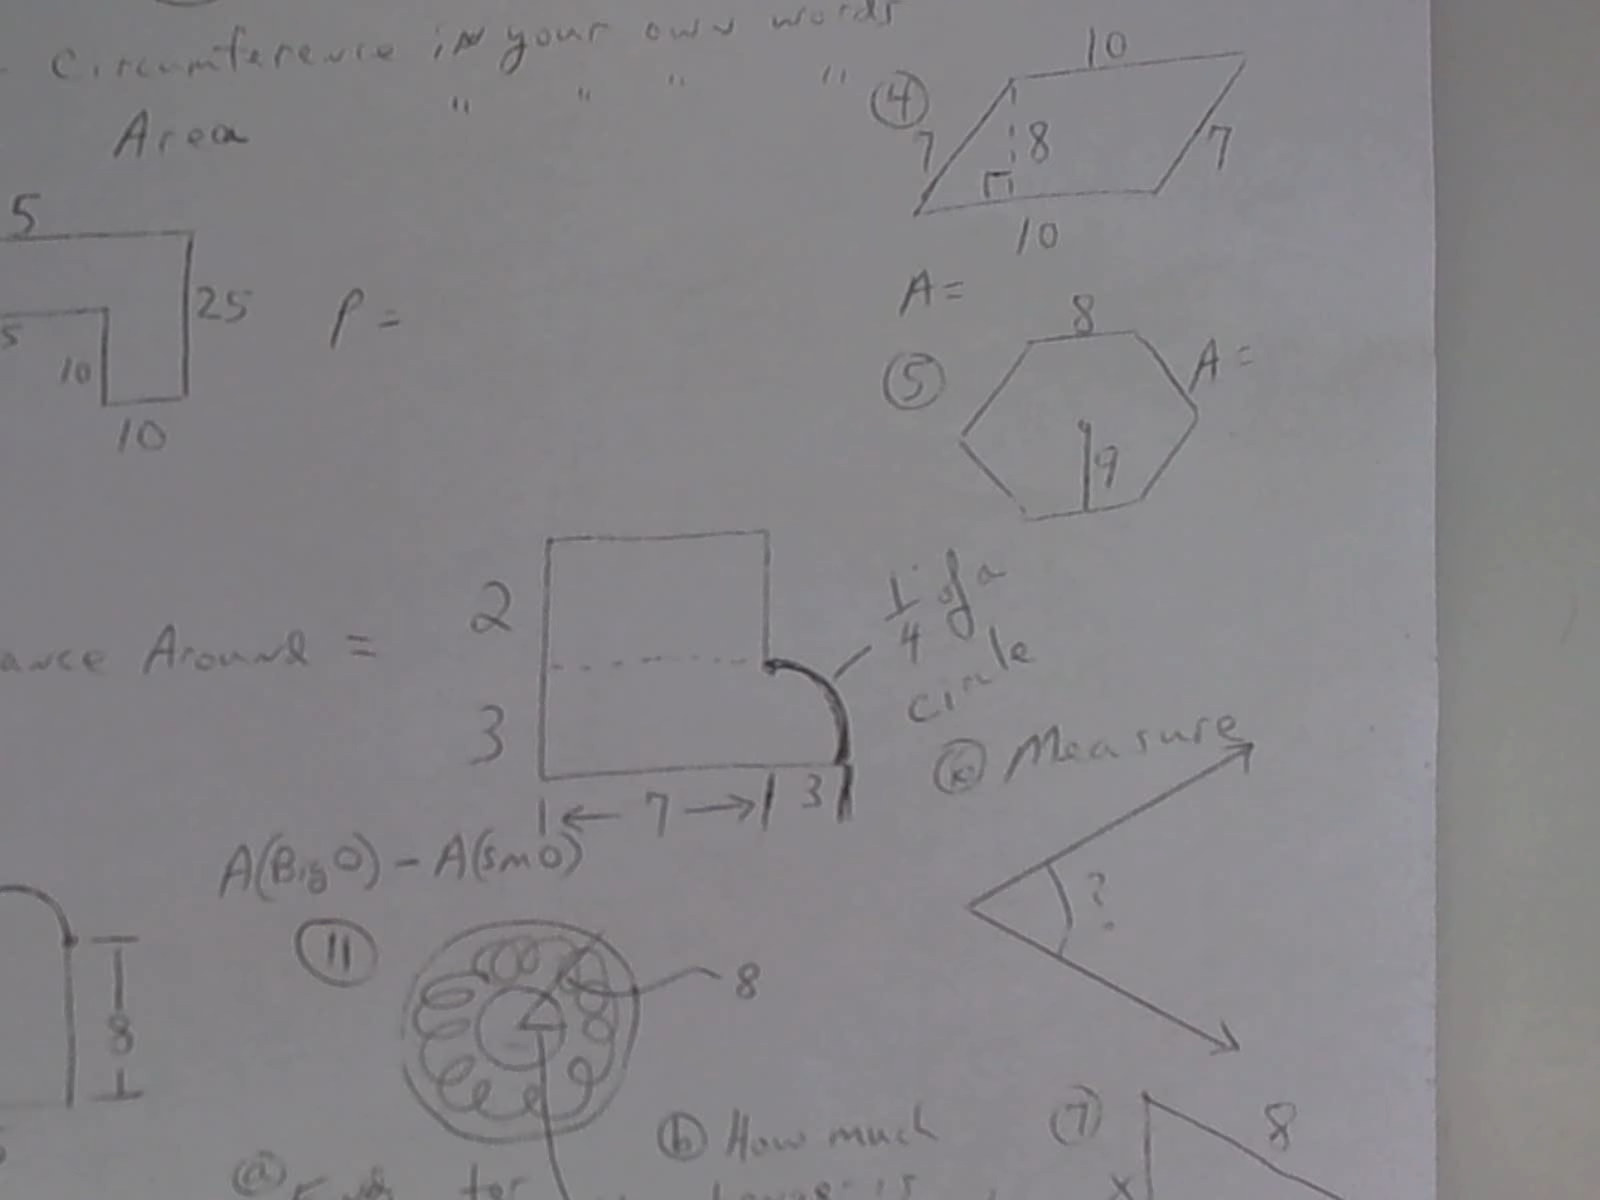 Circumference in your own words
Area " " " "
5
25
5
10
10
P =
④
10
7
8
7
10
A =
⑤
8
A =
9
ance Around =
2
3
7
3
1/4 of a
circle
Measure
?
A(Big O) - A(sm O)
⑪
8
8
ⓐ
for
ⓑ How much
is
⑦
8
x